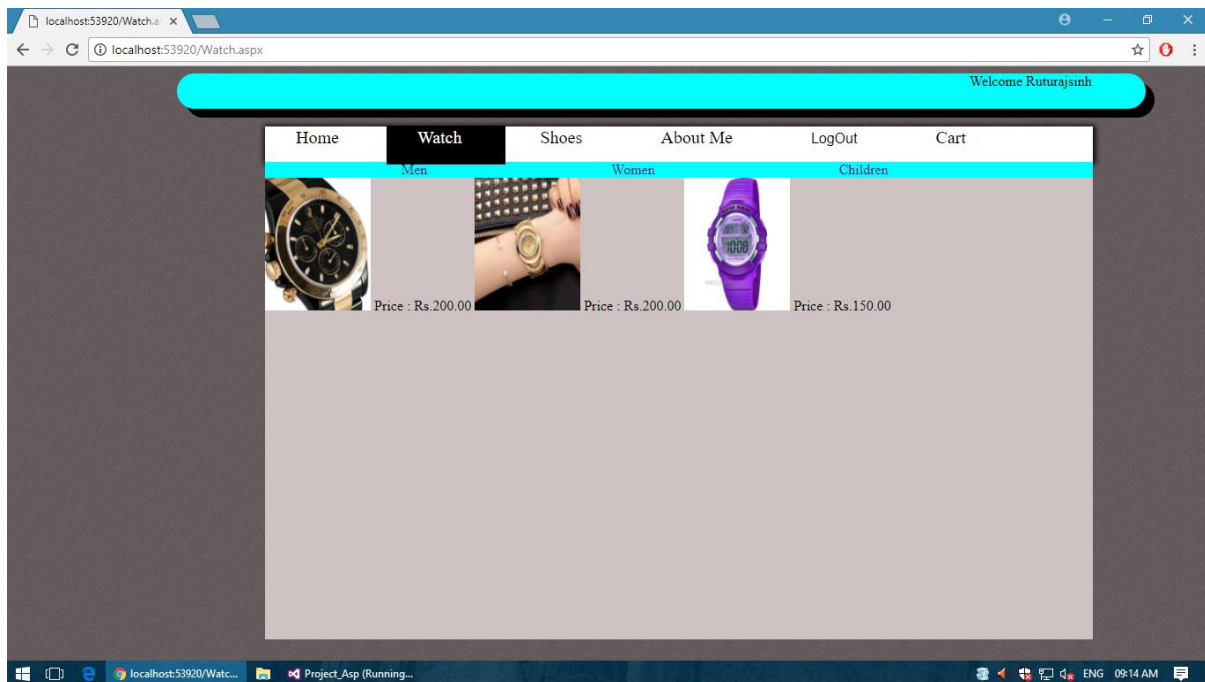 localhost:53920/Watch.a
localhost:53920/Watch.aspx
Welcome Ruturajsinh
Home Watch Shoes About Me LogOut Cart
Men Women Children
1008
Price : Rs.200.00 Price : Rs.200.00 Price : Rs.150.00
localhost:53920/Watc... Project_Asp (Running... ENG 09:14 AM